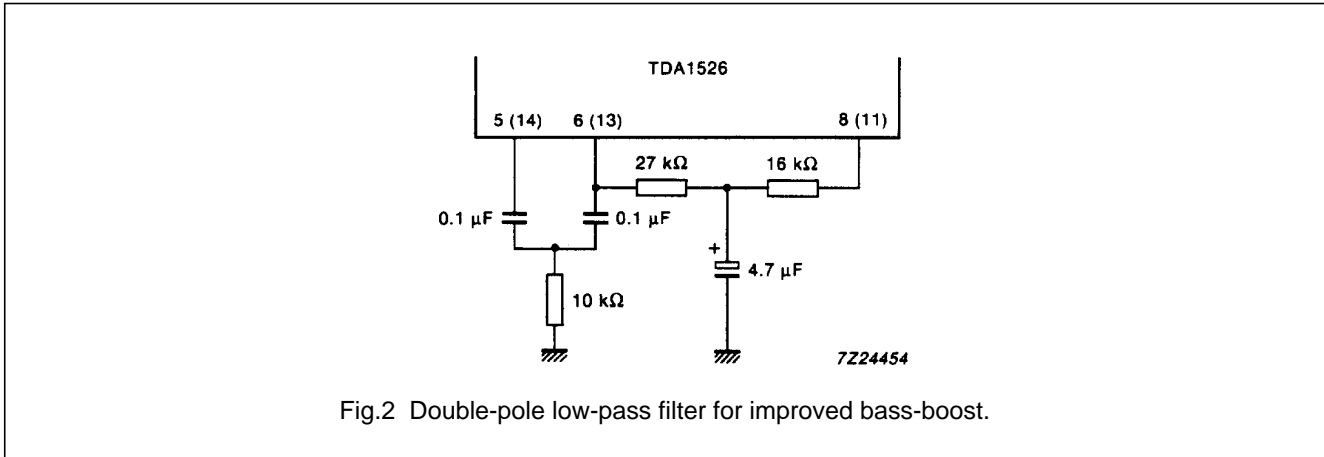 TDA1526
5 (14) 6 (13) 8 (11)
27 kΩ 16 kΩ
0.1 µF 0.1 µF
+
4.7 µF
10 kΩ
7Z24454
Fig.2 Double-pole low-pass filter for improved bass-boost.